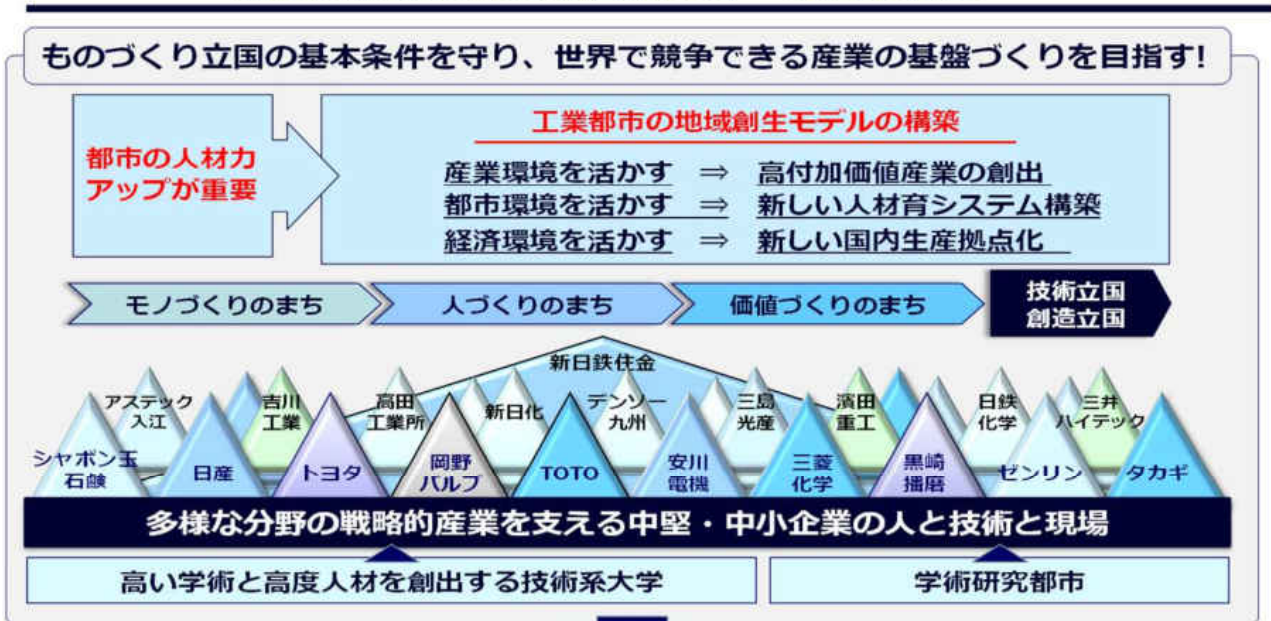 ものづくり立国の基本条件を守り、世界で競争できる産業の基盤づくりを目指す!
都市の人材力
アップが重要
工業都市の地域創生モデルの構築
産業環境を活かす ⇒ 高付加価値産業の創出
都市環境を活かす ⇒ 新しい人材育システム構築
経済環境を活かす ⇒ 新しい国内生産拠点化
モノづくりのまち
人づくりのまち
価値づくりのまち
技術立国
創造立国
新日鉄住金
アステック
入江
吉川
工業
高田
工業所
新日化
デンソー
九州
三島
光産
濱田
重工
日鉄
化学
三井
ハイテック
シャボン玉
石鹸
日産
トヨタ
岡野
バルブ
TOTO
安川
電機
三菱
化学
黒崎
播磨
ゼンリン
タカギ
多様な分野の戦略的産業を支える中堅・中小企業の人と技術と現場
高い学術と高度人材を創出する技術系大学
学術研究都市